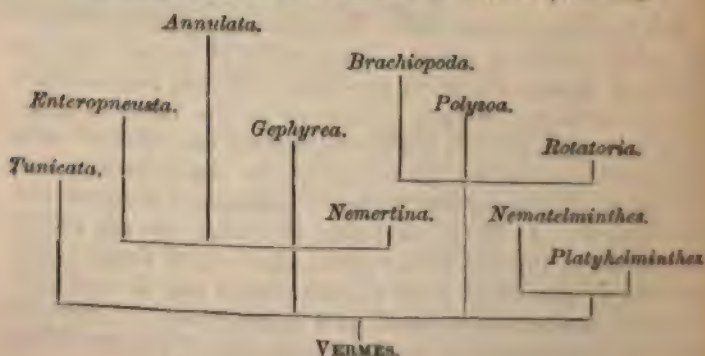 Annulata.
Brachiopoda.
Enteropneusta.
Polyzoa.
Gephyrea.
Rotatoria.
Tunicata.
Nemertina.
Nematelminthes.
Platyhelminthes
VERMES.